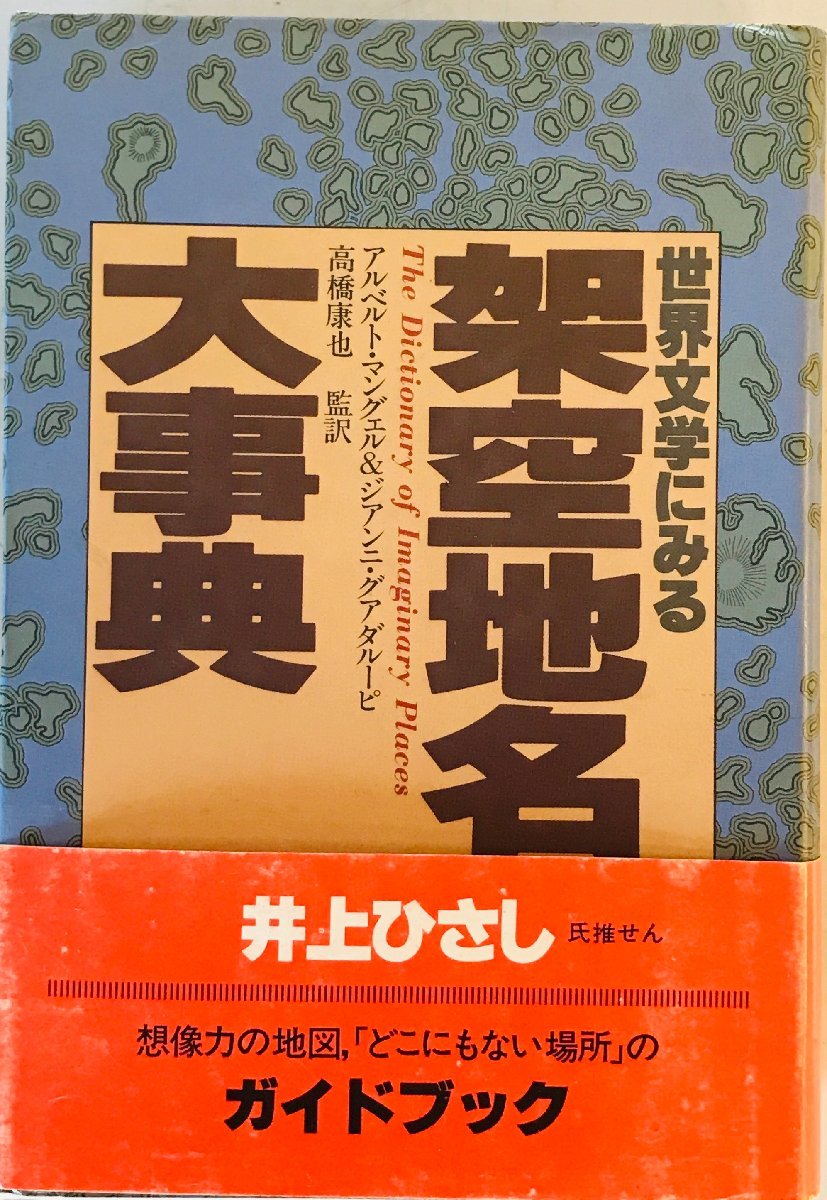 世界文学にみる
架空地名
大事典
The Dictionary of Imaginary Places
アルベルト・マングェル&ジアンニ・グアダルーピ
高橋康也 監訳
井上ひさし 氏推せん
想像力の地図,「どこにもない場所」の
ガイドブック